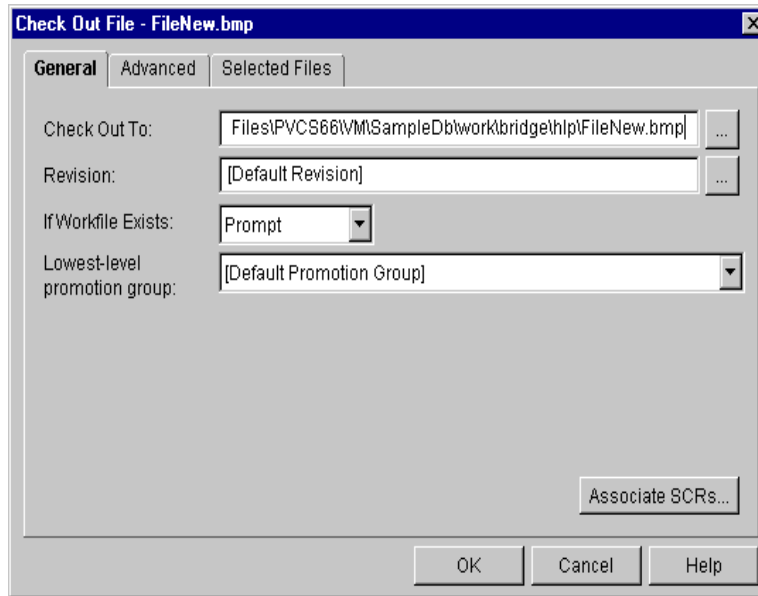 Check Out File - FileNew.bmp
General Advanced Selected Files
Check Out To: Files\PVCS66\VM\SampleDb\work\bridge\hlp\FileNew.bmp ...
Revision: [Default Revision] ...
If Workfile Exists: Prompt
Lowest-level
promotion group: [Default Promotion Group]
Associate SCRs...
OK Cancel Help